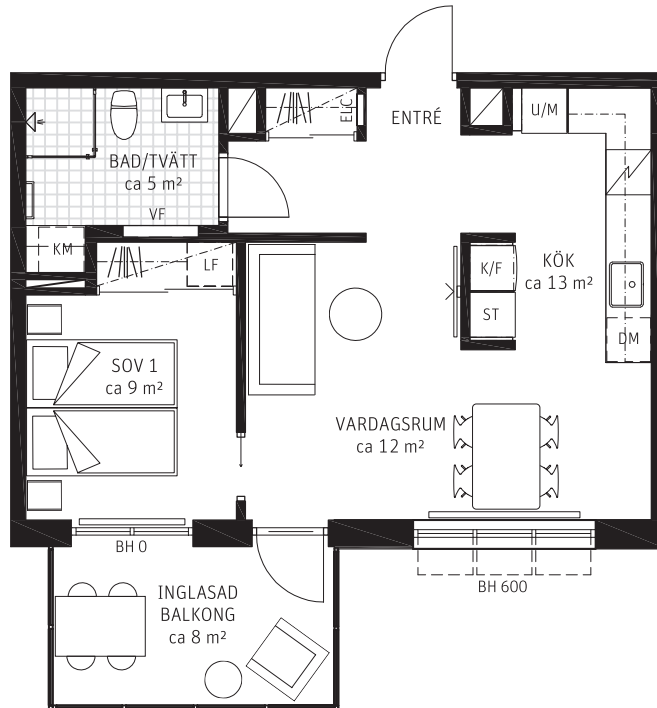 ELC
ENTRÉ
U/M
BAD/TVÄTT
ca 5 m²
VF
KM
LF
K/F
ST
KÖK
ca 13 m²
DM
SOV 1
ca 9 m²
VARDAGSRUM
ca 12 m²
BH 0
BH 600
INGLASAD
BALKONG
ca 8 m²